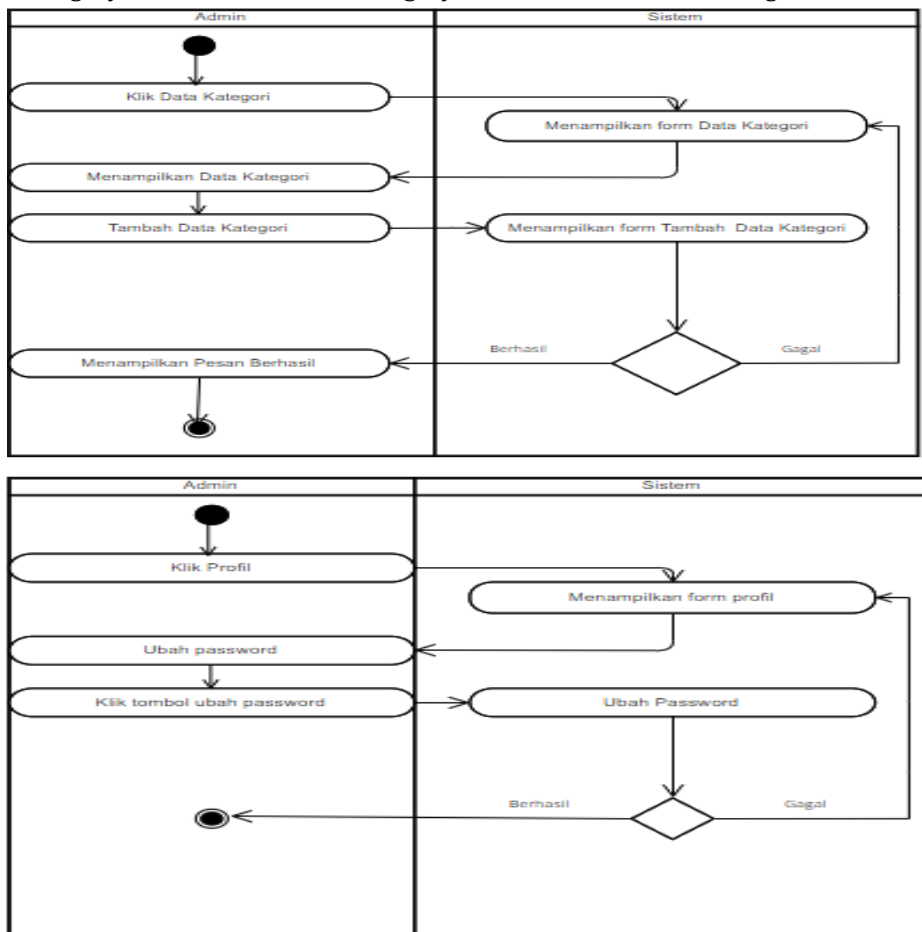 Admin Sistem
Klik Data Kategori
Menampilkan form Data Kategori
Menampilkan Data Kategori
Tambah Data Kategori
Menampilkan form Tambah Data Kategori
Berhasil
Gagal
Menampilkan Pesan Berhasil
Admin Sistem
Klik Profil
Menampilkan form profil
Ubah password
Klik tombol ubah password
Ubah Password
Berhasil
Gagal